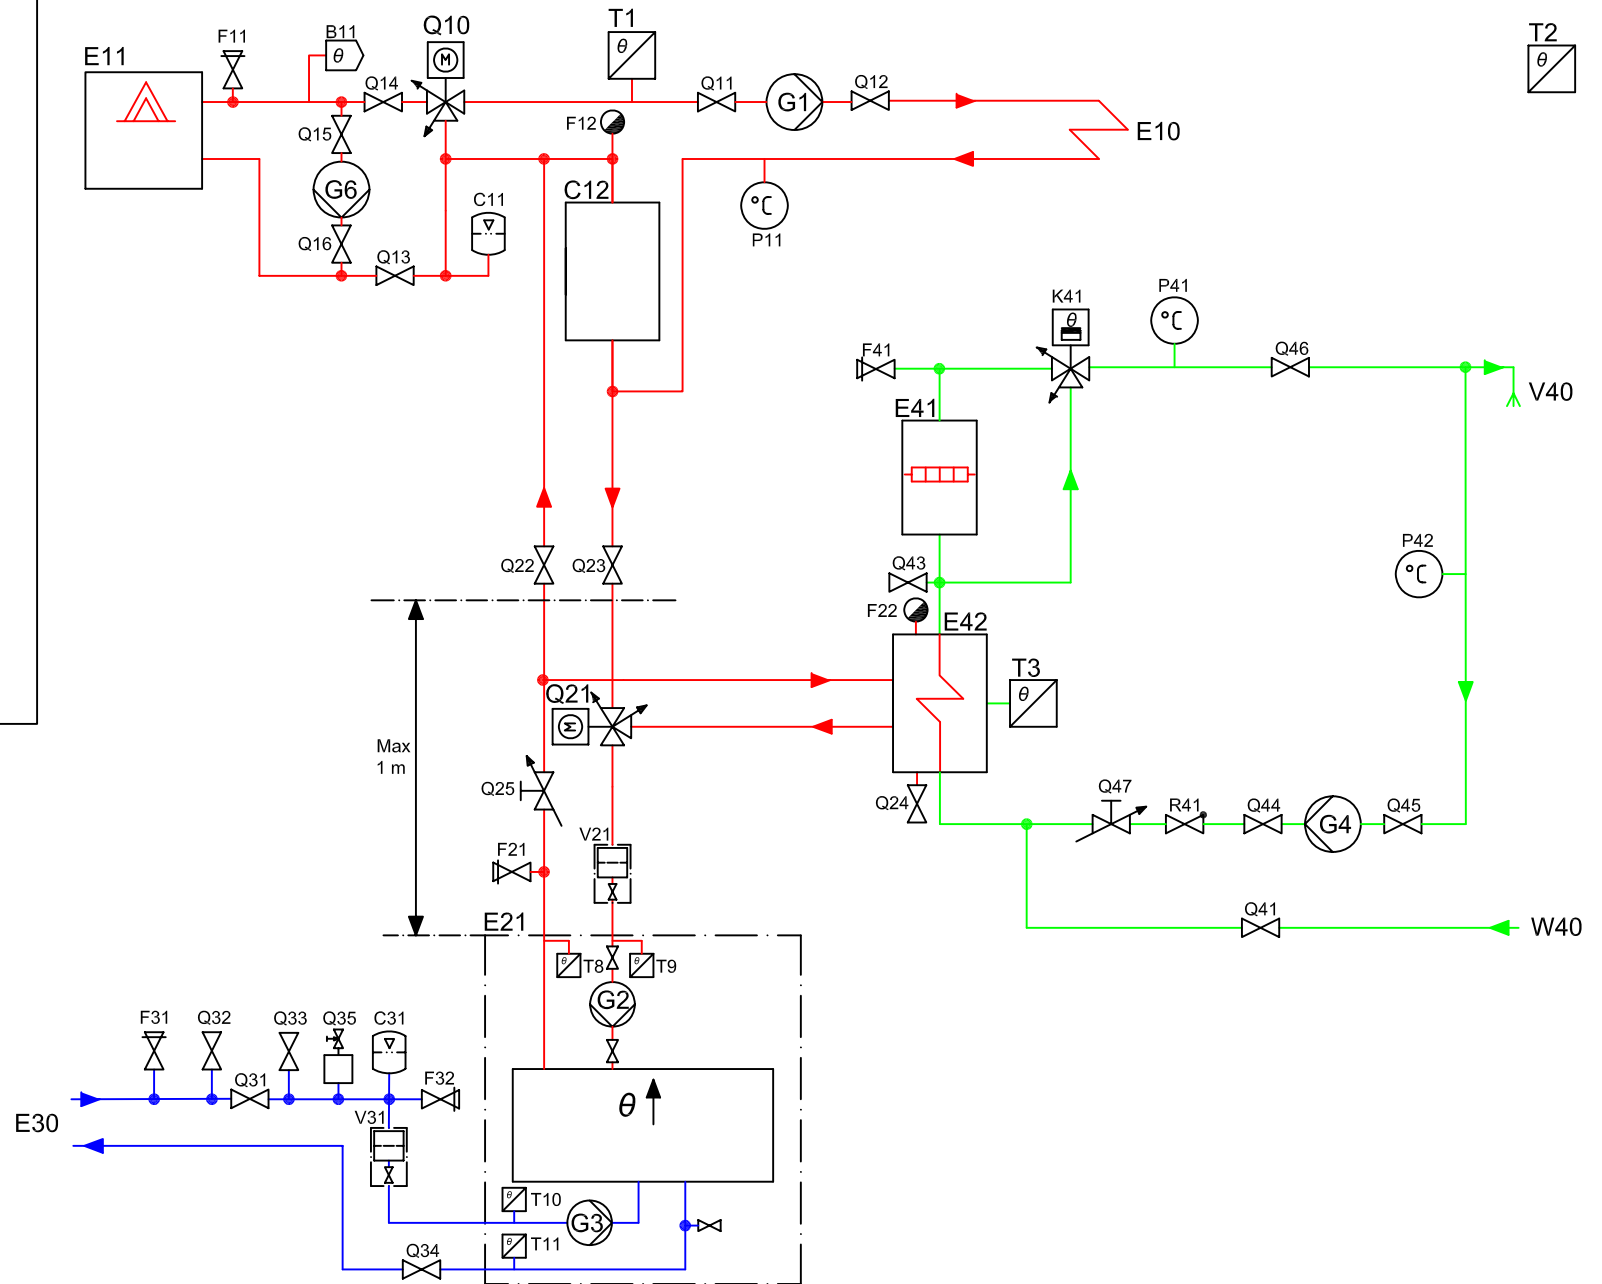 T1
Q10
T2
B11
F11
θ
θ
θ
E11
M
Q14
Q11
Q12
G1
F12
Q15
E10
G6
C12
C11
°C
Q16
P11
Q13
P41
K41
θ
°C
F41
Q46
V40
E41
P42
Q22
Q23
Q43
°C
F22
E42
T3
θ
Q21
M
Max
1 m
Q25
Q24
Q47
R41
Q44
G4
Q45
V21
F21
Q41
E21
W40
θ
T8
θ
T9
G2
F31
Q32
Q33
Q35
C31
Q31
F32
θ
E30
V31
θ
T10
G3
θ
T11
Q34